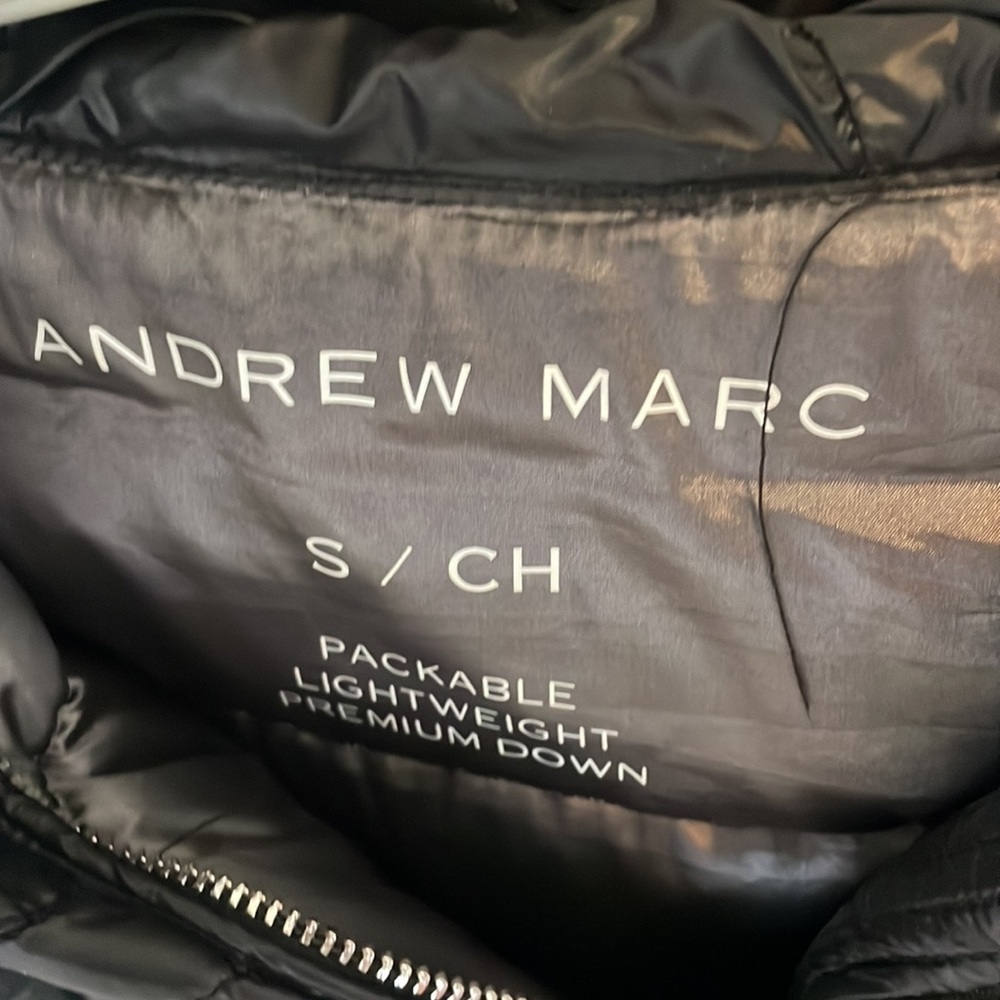 ANDREW MARC
S / CH
PACKABLE
LIGHTWEIGHT
PREMIUM DOWN